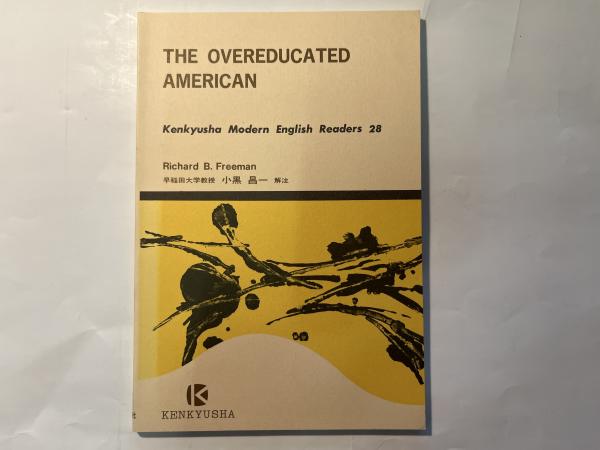 THE OVEREDUCATED
AMERICAN
Kenkyusha Modern English Readers 28
Richard B. Freeman
早稲田大学教授 小黒 昌一 解注
K
KENKYUSHA